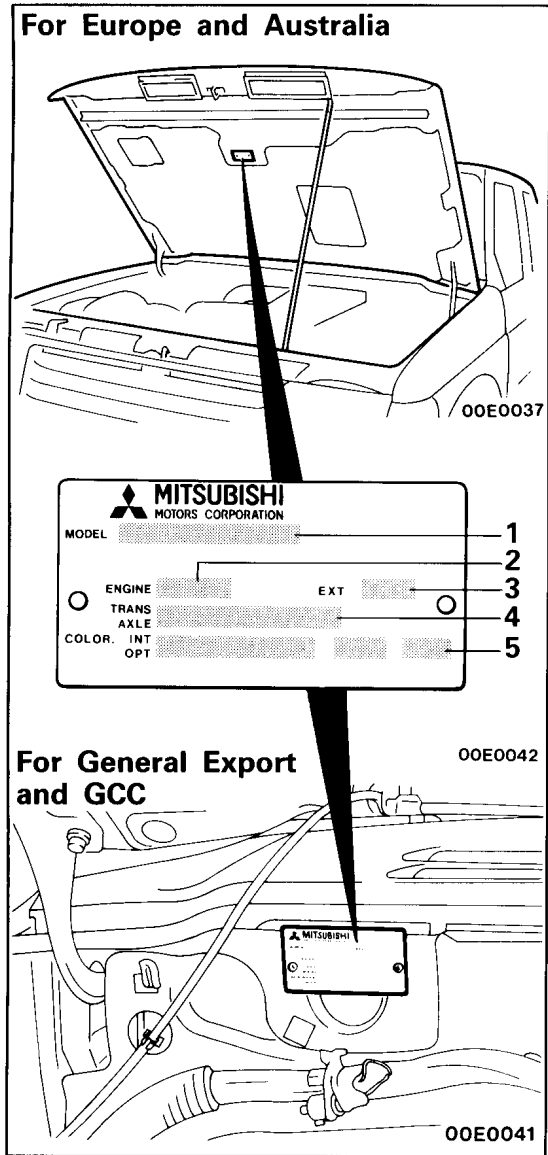 For Europe and Australia
00E0037
MITSUBISHI
MOTORS CORPORATION
MODEL 1
2
ENGINE EXT 3
TRANS
AXLE 4
COLOR. INT
OPT 5
00E0042
For General Export
and GCC
MITSUBISHI
00E0041